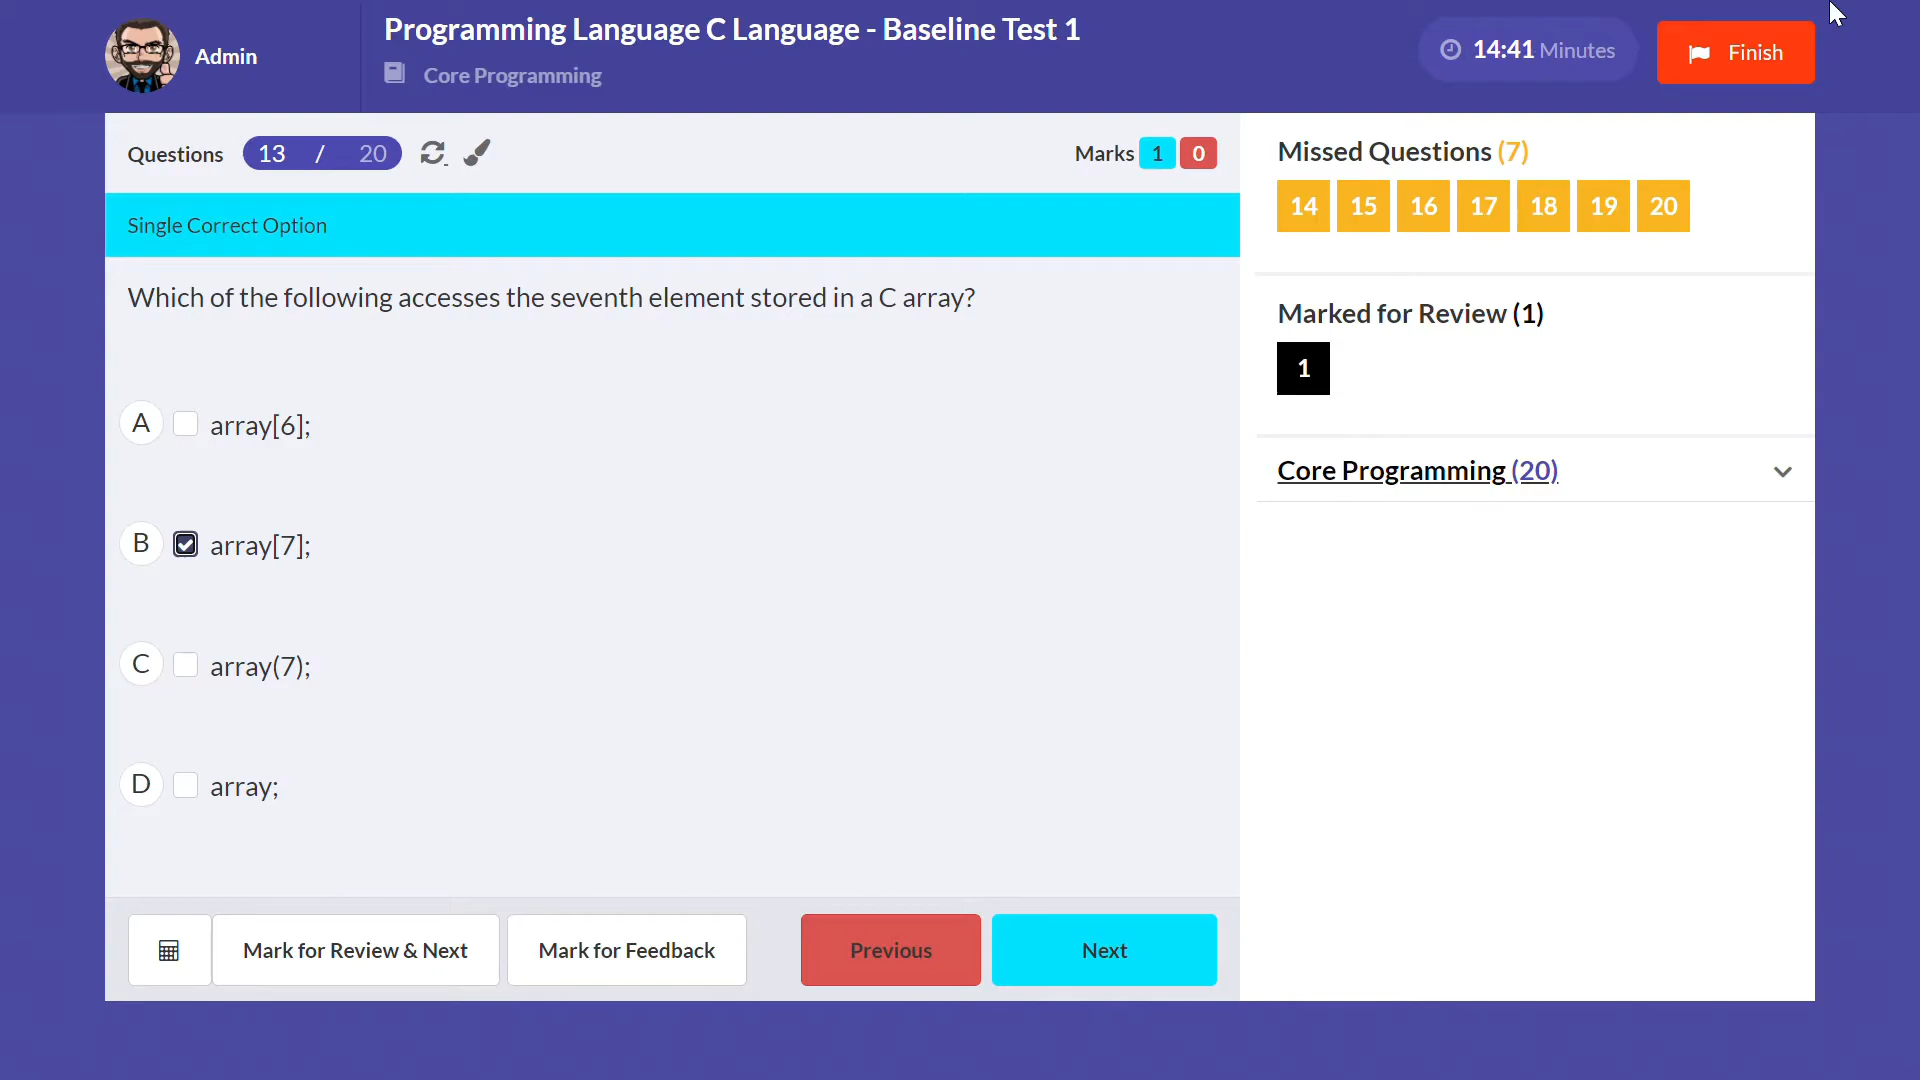 Admin
Programming Language C Language - Baseline Test 1
Core Programming
14:41 Minutes
Finish
Questions 13 / 20
Marks 1 0
Single Correct Option
Which of the following accesses the seventh element stored in a C array?
A array[6];
B array[7];
C array(7);
D array;
Mark for Review & Next
Mark for Feedback
Previous
Next
Missed Questions (7)
14 15 16 17 18 19 20
Marked for Review (1)
1
Core Programming (20)